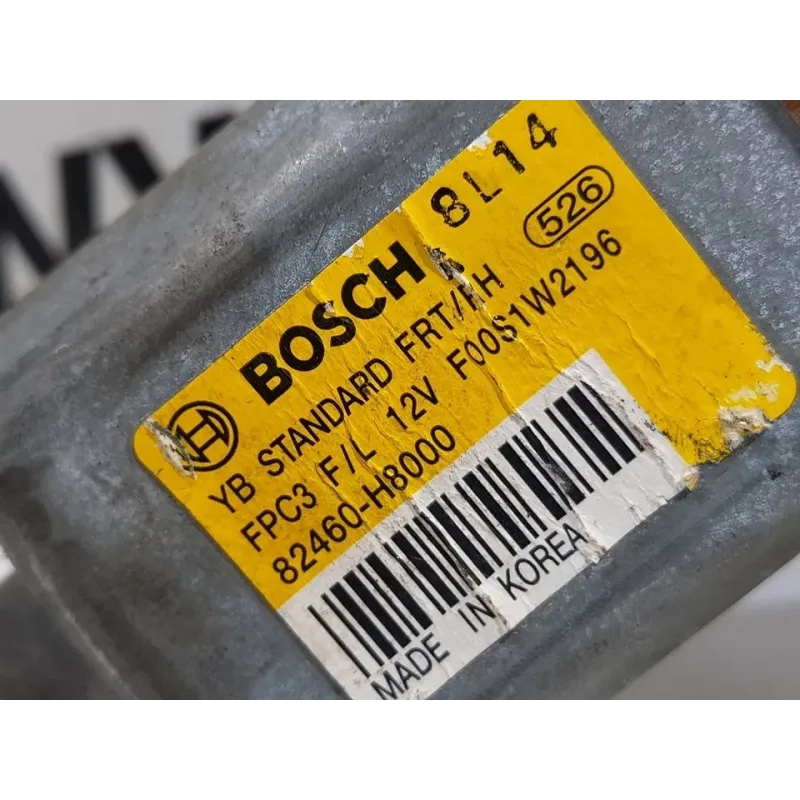 BOSCH 8L14
YB STANDARD FRT/RH 526
FPC3 F/L 12V F00S1W2196
82460-H8000
MADE IN KOREA